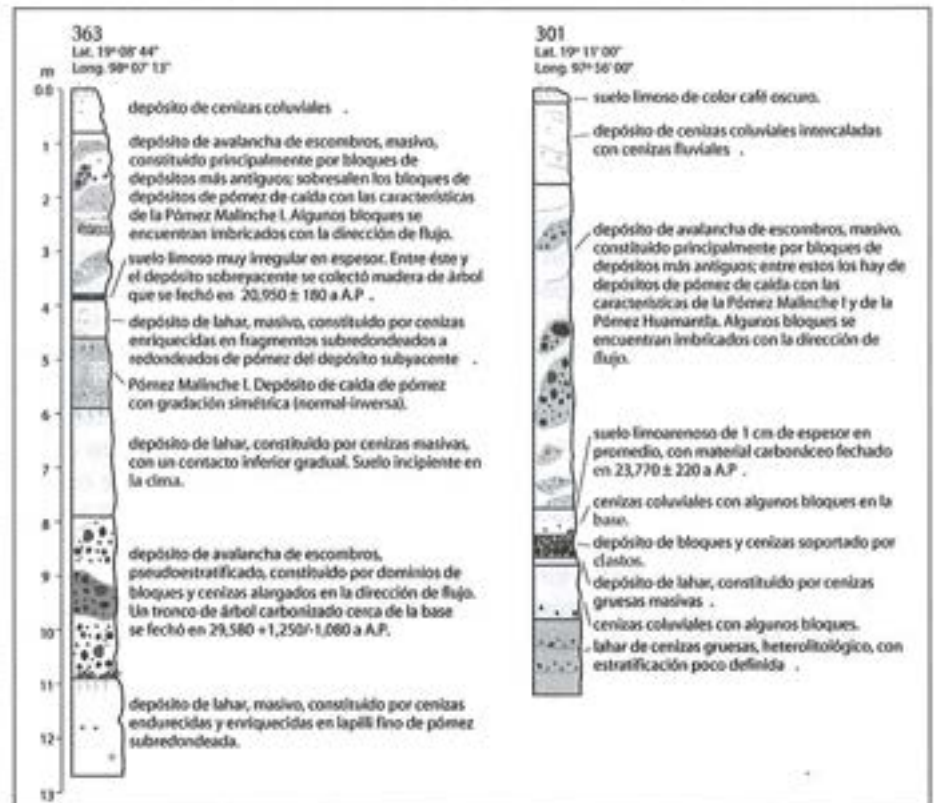 363
Lat. 19º 08' 44"
Long. 98º 07' 13"
m
0.0
depósito de cenizas coluviales .
1
depósito de avalancha de escombros, masivo,
constituido principalmente por bloques de
depósitos más antiguos; sobresalen los bloques de
2
depósitos de pómez de caída con las características
de la Pómez Malinche I. Algunos bloques se
encuentran imbricados con la dirección de flujo.
3
suelo limoso muy irregular en espesor. Entre éste y
el depósito sobreyacente se colectó madera de árbol
que se fechó en 20,950 ± 180 a A.P .
4
depósito de lahar, masivo, constituido por cenizas
enriquecidas en fragmentos subredondeados a
5
redondeados de pómez del depósito subyacente .
Pómez Malinche I. Depósito de caída de pómez
con gradación simétrica (normal-inversa).
6
depósito de lahar, constituido por cenizas masivas,
con un contacto inferior gradual. Suelo incipiente en
7
la cima.
8
depósito de avalancha de escombros,
pseudoestratificado, constituido por dominios de
9
bloques y cenizas alargados en la dirección de flujo.
Un tronco de árbol carbonizado cerca de la base
10
se fechó en 29,580 +1,250/-1,080 a A.P.
11
depósito de lahar, masivo, constituido por cenizas
endurecidas y enriquecidas en lapilli fino de pómez
12
subredondeada.
13
301
Lat. 19º 11' 00"
Long. 97º 56' 00"
suelo limoso de color café oscuro.
depósito de cenizas coluviales intercaladas
con cenizas fluviales .
depósito de avalancha de escombros, masivo,
constituido principalmente por bloques de
depósitos más antiguos; entre estos los hay de
depósitos de pómez de caída con las
características de la Pómez Malinche I y de la
Pómez Huamantla. Algunos bloques se
encuentran imbricados con la dirección de
flujo.
suelo limoarenoso de 1 cm de espesor en
promedio, con material carbonáceo fechado
en 23,770 ± 220 a A.P .
cenizas coluviales con algunos bloques en la
base.
depósito de bloques y cenizas soportado por
clastos.
depósito de lahar, constituido por cenizas
gruesas masivas .
cenizas coluviales con algunos bloques.
lahar de cenizas gruesas, heterolitológico, con
estratificación poco definida .